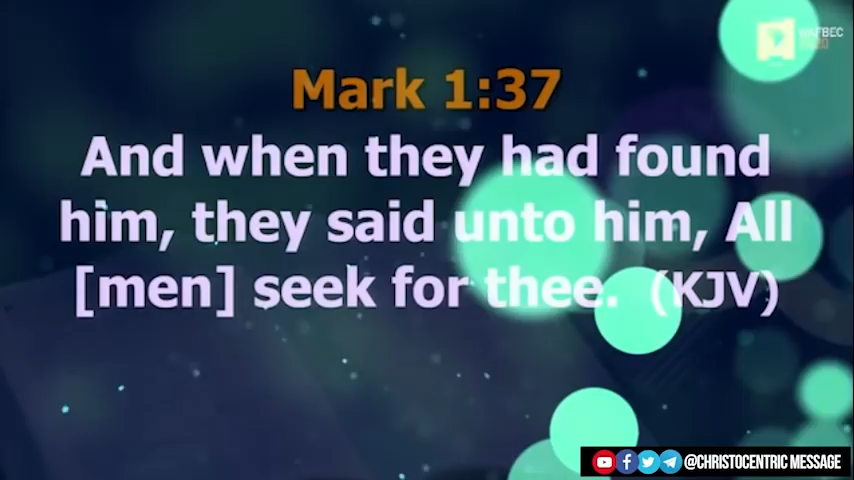 WAFBEC
Mark 1:37
And when they had found
him, they said unto him, All
[men] seek for thee. (KJV)
@CHRISTOCENTRIC MESSAGE